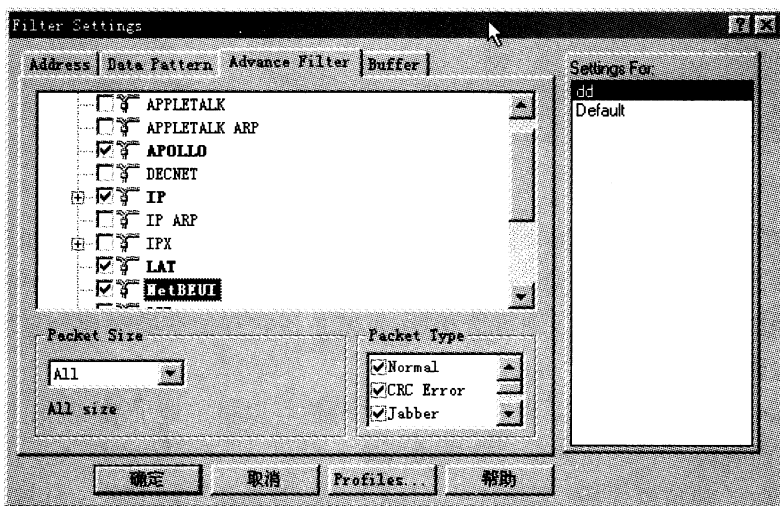 Filter Settings
Address
Data Pattern
Advance Filter
Buffer
APPLETALK
APPLETALK ARP
APOLLO
DECNET
IP
IP ARP
IPX
LAT
NetBEUI
Packet Size
All
All size
Packet Type
Normal
CRC Error
Jabber
Settings For:
dd
Default
确定
取消
Profiles...
帮助